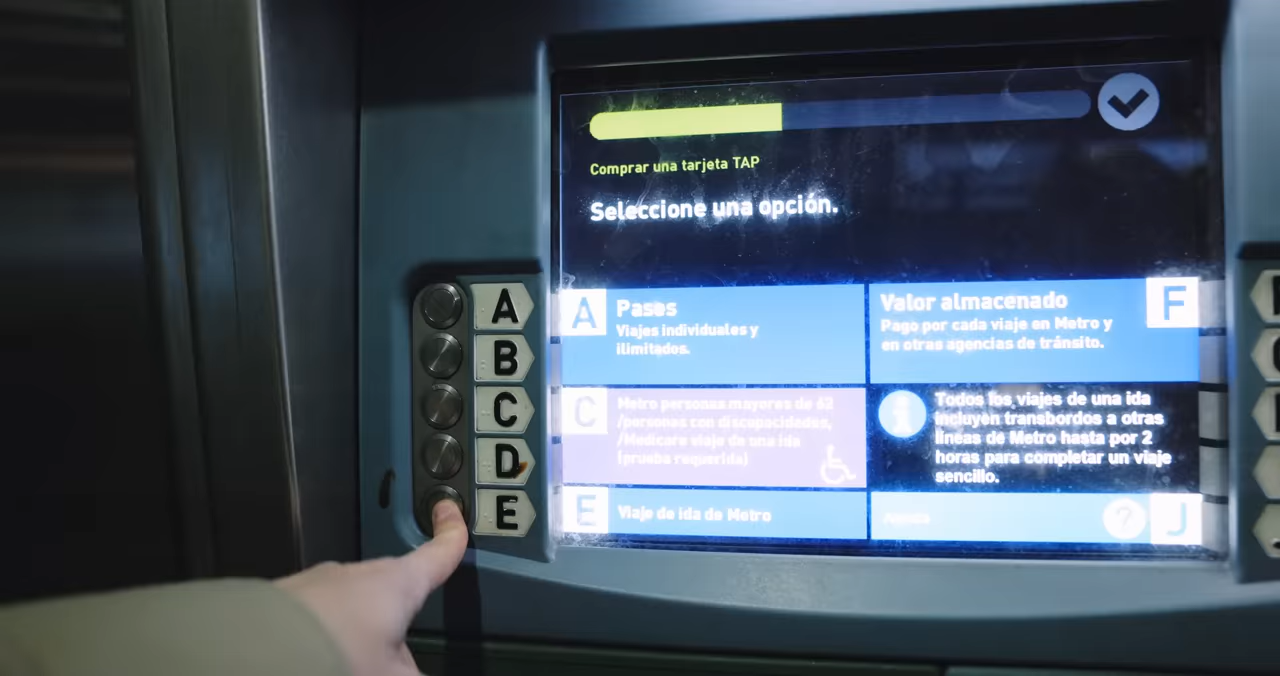 Comprar una tarjeta TAP
Seleccione una opción.
A
B
C
D
E
A
Pases
Viajes individuales y
ilimitados.
Valor almacenado
F
Pago por cada viaje en Metro y
en otras agencias de tránsito.
C
Metro personas mayores de 62
/personas con discapacidades,
/Medicare viaje de una ida
(prueba requerida)
i
Todos los viajes de una ida
incluyen transbordos a otras
líneas de Metro hasta por 2
horas para completar un viaje
sencillo.
E
Viaje de ida de Metro
?
J